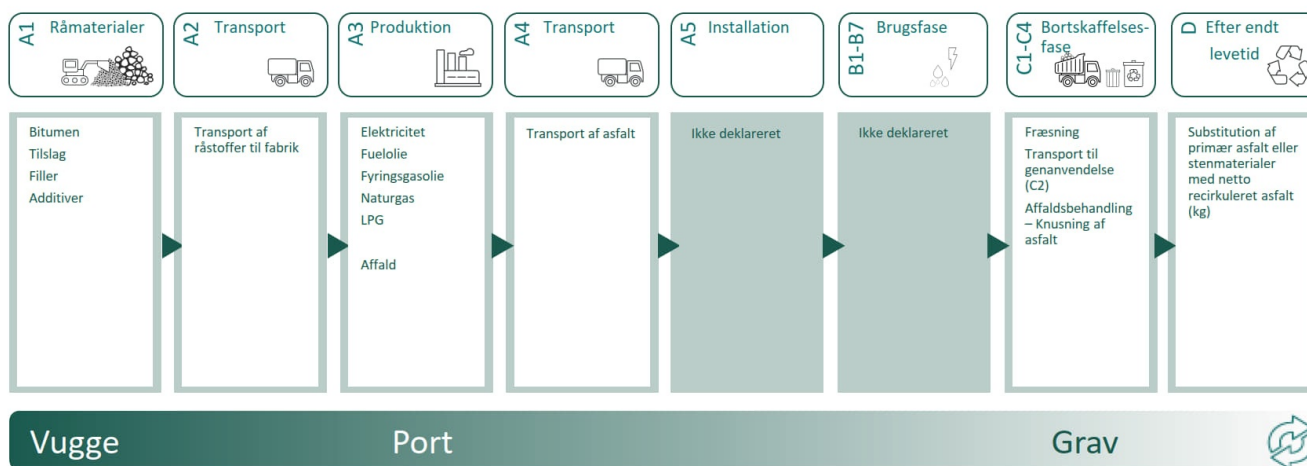 A1 Råmaterialer
A2 Transport
A3 Produktion
A4 Transport
A5 Installation
B1-B7 Brugsfase
C1-C4 Bortskaffelses-
fase
D Efter endt
levetid
Bitumen
Tilslag
Filler
Additiver
Transport af
råstoffer til fabrik
Elektricitet
Fuelolie
Fyringsgasolie
Naturgas
LPG
Affald
Transport af asfalt
Ikke deklareret
Ikke deklareret
Fræsning
Transport til
genanvendelse
(C2)
Affaldsbehandling
– Knusning af
asfalt
Substitution af
primær asfalt eller
stenmaterialer
med netto
recirkuleret asfalt
(kg)
Vugge
Port
Grav